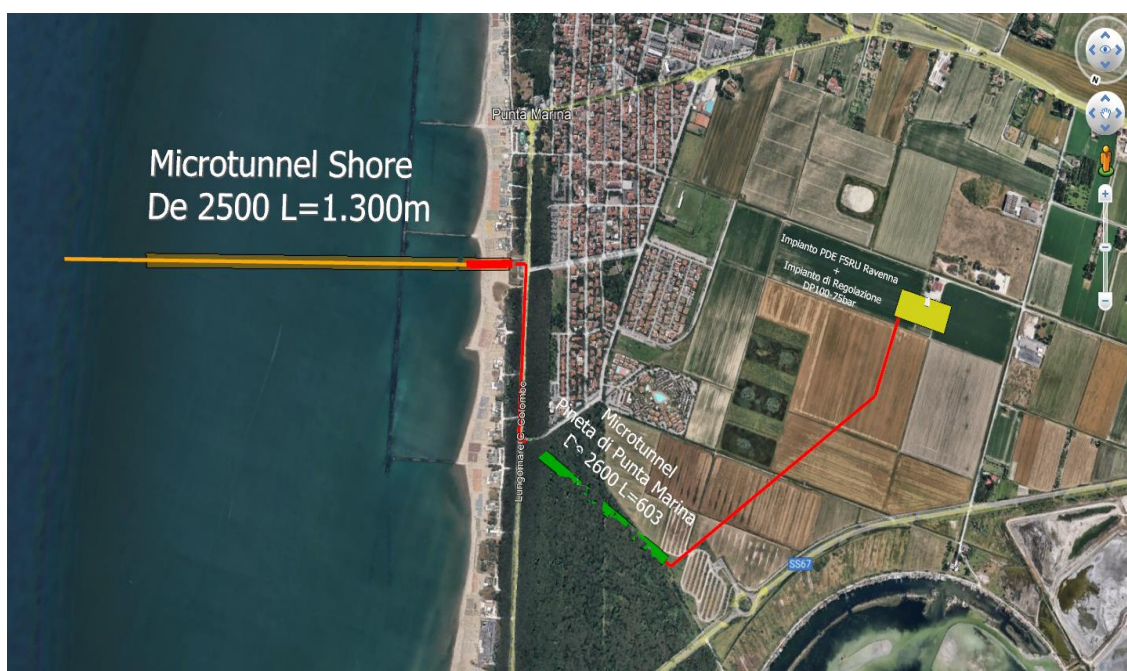 Punta Marina
Microtunnel Shore
De 2500 L=1.300m
Impianto PDE FSRU Ravenna
+
Impianto di Regolazione
DP100-75bar
Lungomare C. Colombo
Microtunnel
Pineta di Punta Marina
De 2600 L=603
SS67
N